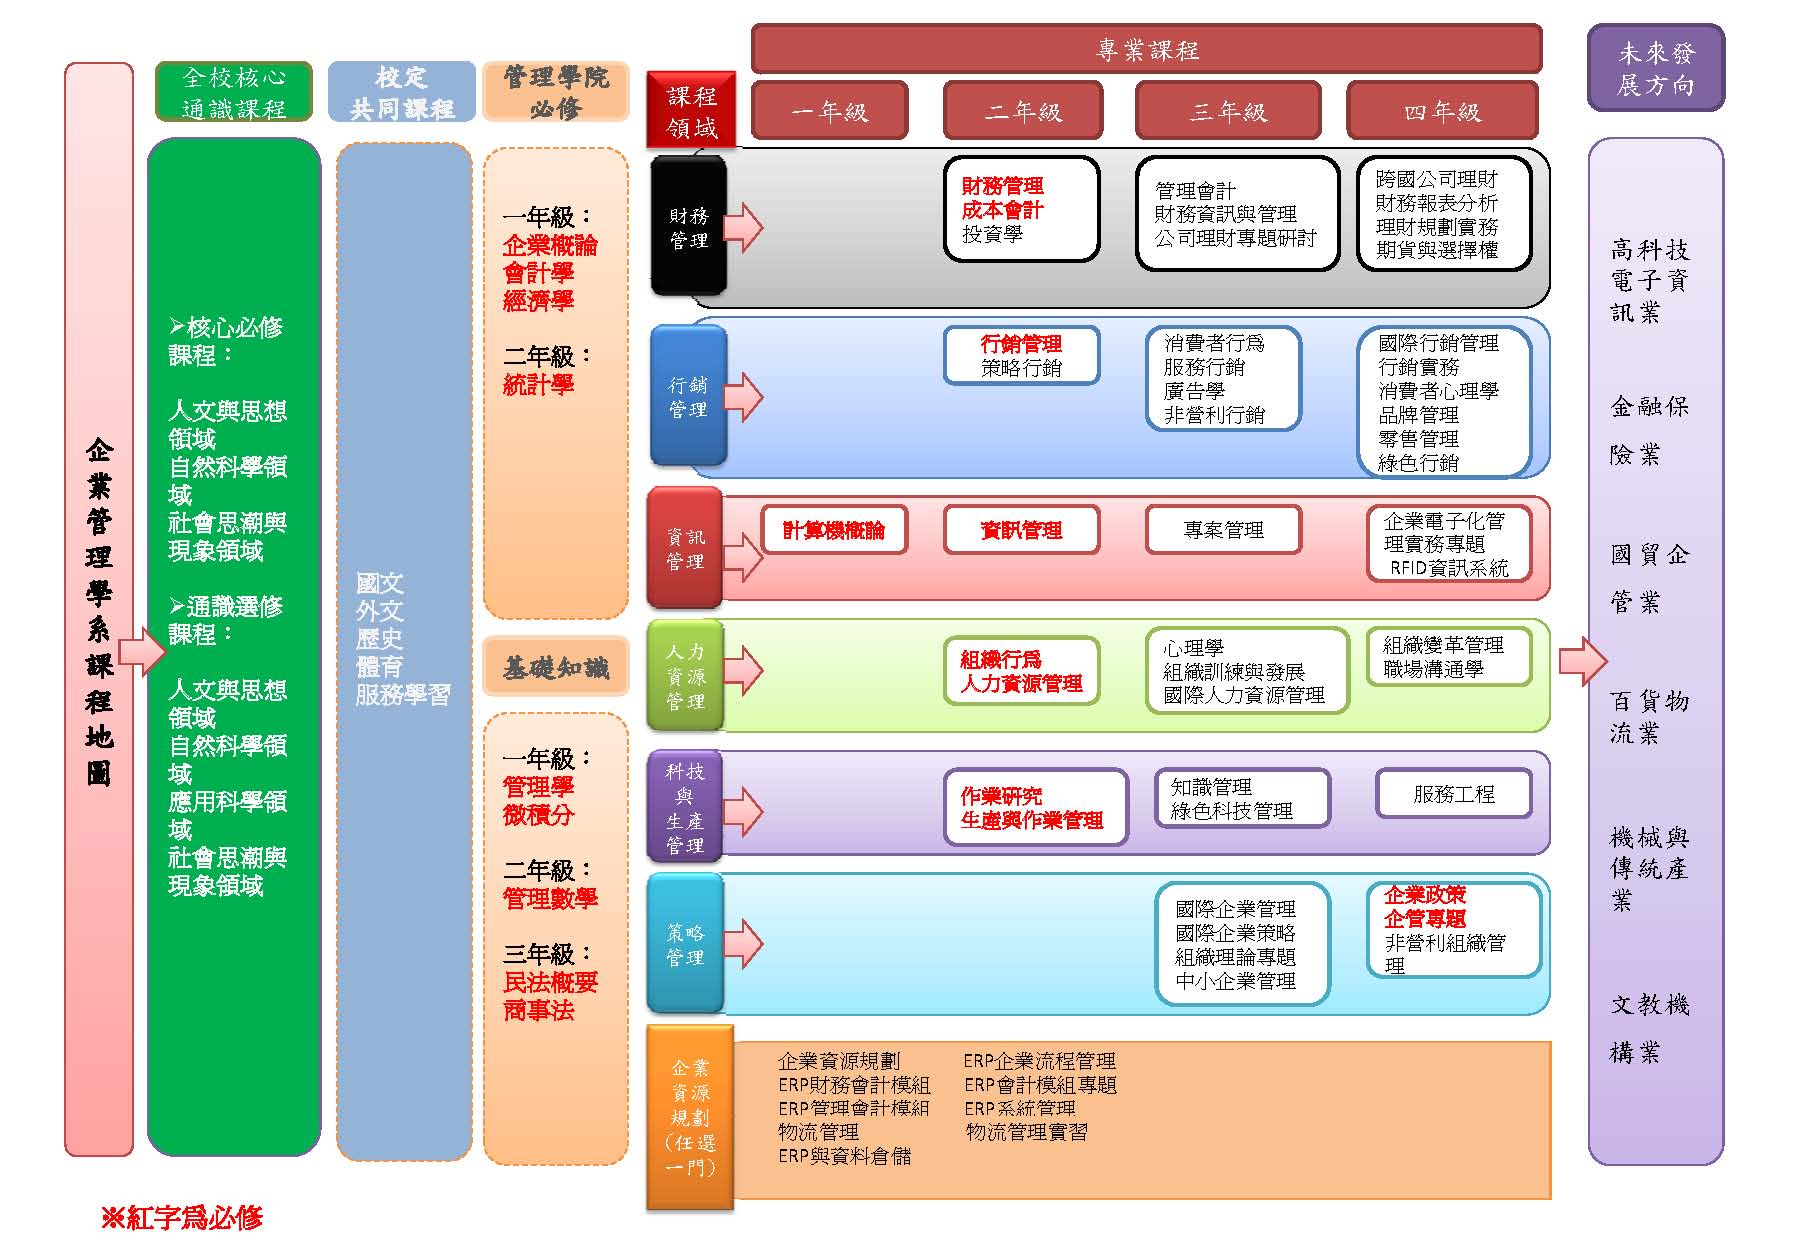 企
業
管
理
學
系
課
程
地
圖
全校核心
通識課程
➢核心必修
課程：
人文與思想
領域
自然科學領
域
社會思潮與
現象領域
➢通識選修
課程：
人文與思想
領域
自然科學領
域
應用科學領
域
社會思潮與
現象領域
校定
共同課程
國文
外文
歷史
體育
服務學習
管理學院
必修
一年級：
企業概論
會計學
經濟學
二年級：
統計學
基礎知識
一年級：
管理學
微積分
二年級：
管理數學
三年級：
民法概要
商事法
課程
領域
專業課程
一年級
二年級
三年級
四年級
財務
管理
財務管理
成本會計
投資學
管理會計
財務資訊與管理
公司理財專題研討
跨國公司理財
財務報表分析
理財規劃實務
期貨與選擇權
行銷
管理
行銷管理
策略行銷
消費者行為
服務行銷
廣告學
非營利行銷
國際行銷管理
行銷實務
消費者心理學
品牌管理
零售管理
綠色行銷
資訊
管理
計算機概論
資訊管理
專案管理
企業電子化管
理實務專題
RFID資訊系統
人力
資源
管理
組織行為
人力資源管理
心理學
組織訓練與發展
國際人力資源管理
組織變革管理
職場溝通學
科技
與
生產
管理
作業研究
生產與作業管理
知識管理
綠色科技管理
服務工程
策略
管理
國際企業管理
國際企業策略
組織理論專題
中小企業管理
企業政策
企管專題
非營利組織管
理
企業
資源
規劃
(任選
一門)
企業資源規劃
ERP財務會計模組
ERP管理會計模組
物流管理
ERP與資料倉儲
ERP企業流程管理
ERP會計模組專題
ERP系統管理
物流管理實習
未來發
展方向
高科技
電子資
訊業
金融保
險業
國貿企
管業
百貨物
流業
機械與
傳統產
業
文教機
構業
※紅字為必修